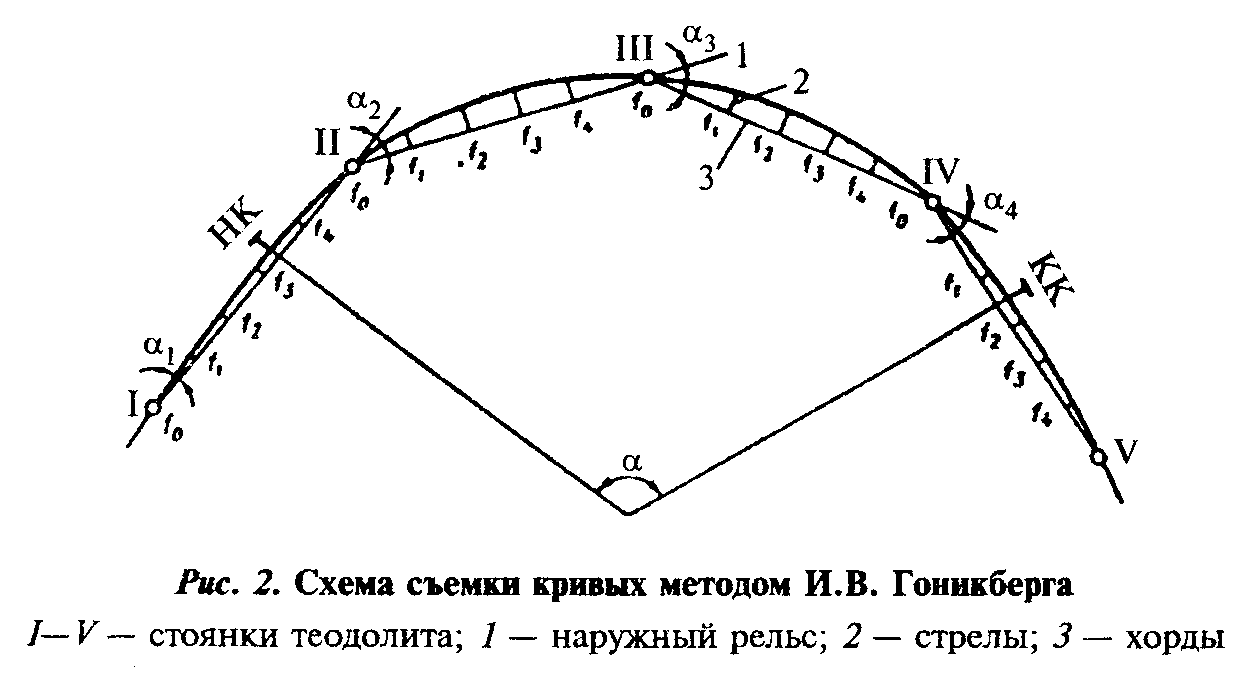 III α₃ 1
2
α₂
II
f₀ f₁ f₂ f₃ f₄ f₀ f₁ f₂ f₃ f₄ f₀
3
IV α₄
НК
f₄
f₃
f₂
f₁
α₁
I f₀
КК
f₁
f₂
f₃
f₄
V
α
Рис. 2. Схема съемки кривых методом И.В. Гоникберга
I—V — стоянки теодолита; 1 — наружный рельс; 2 — стрелы; 3 — хорды